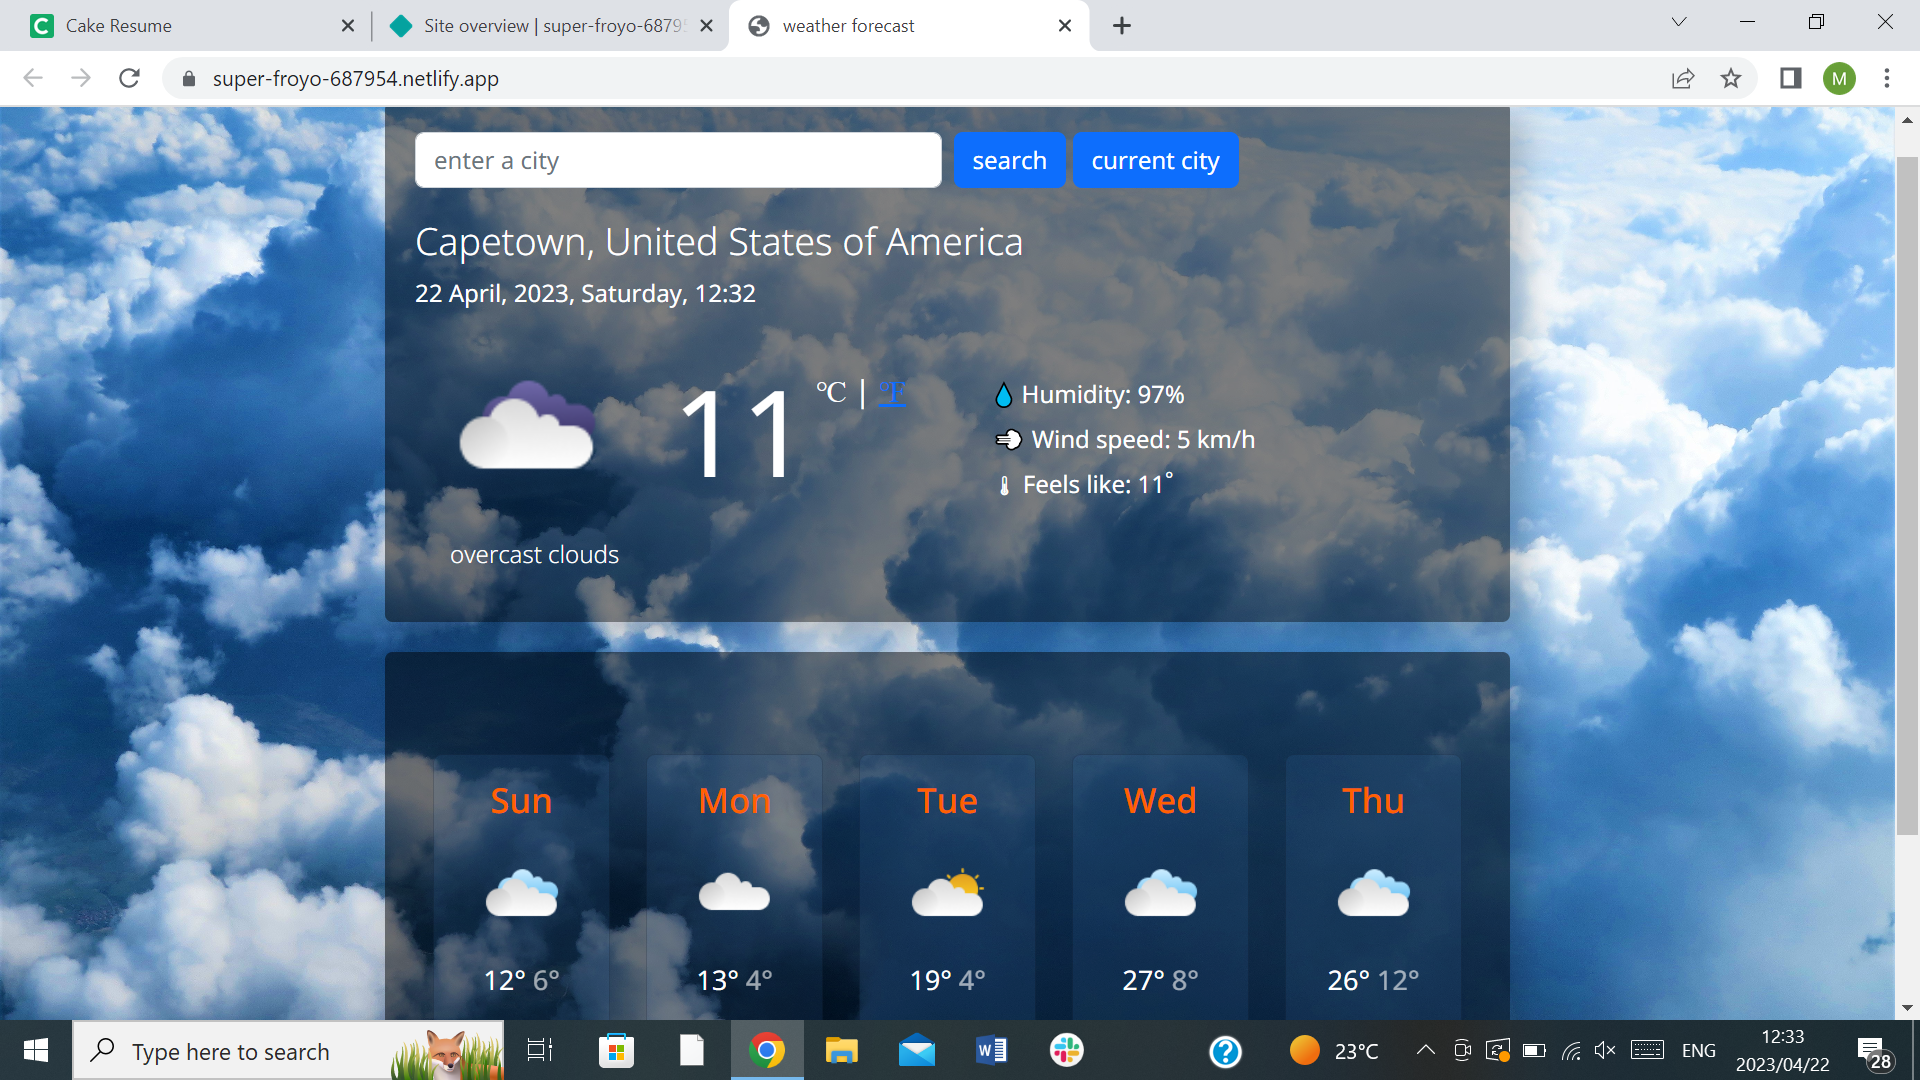 Cake Resume
Site overview | super-froyo-6879
weather forecast
super-froyo-687954.netlify.app
M
enter a city
search
current city
Capetown, United States of America
22 April, 2023, Saturday, 12:32
11
°C | °F
Humidity: 97%
Wind speed: 5 km/h
Feels like: 11°
overcast clouds
Sun Mon Tue Wed Thu
12° 6° 13° 4° 19° 4° 27° 8° 26° 12°
Type here to search
23°C
ENG
12:33
2023/04/22
28